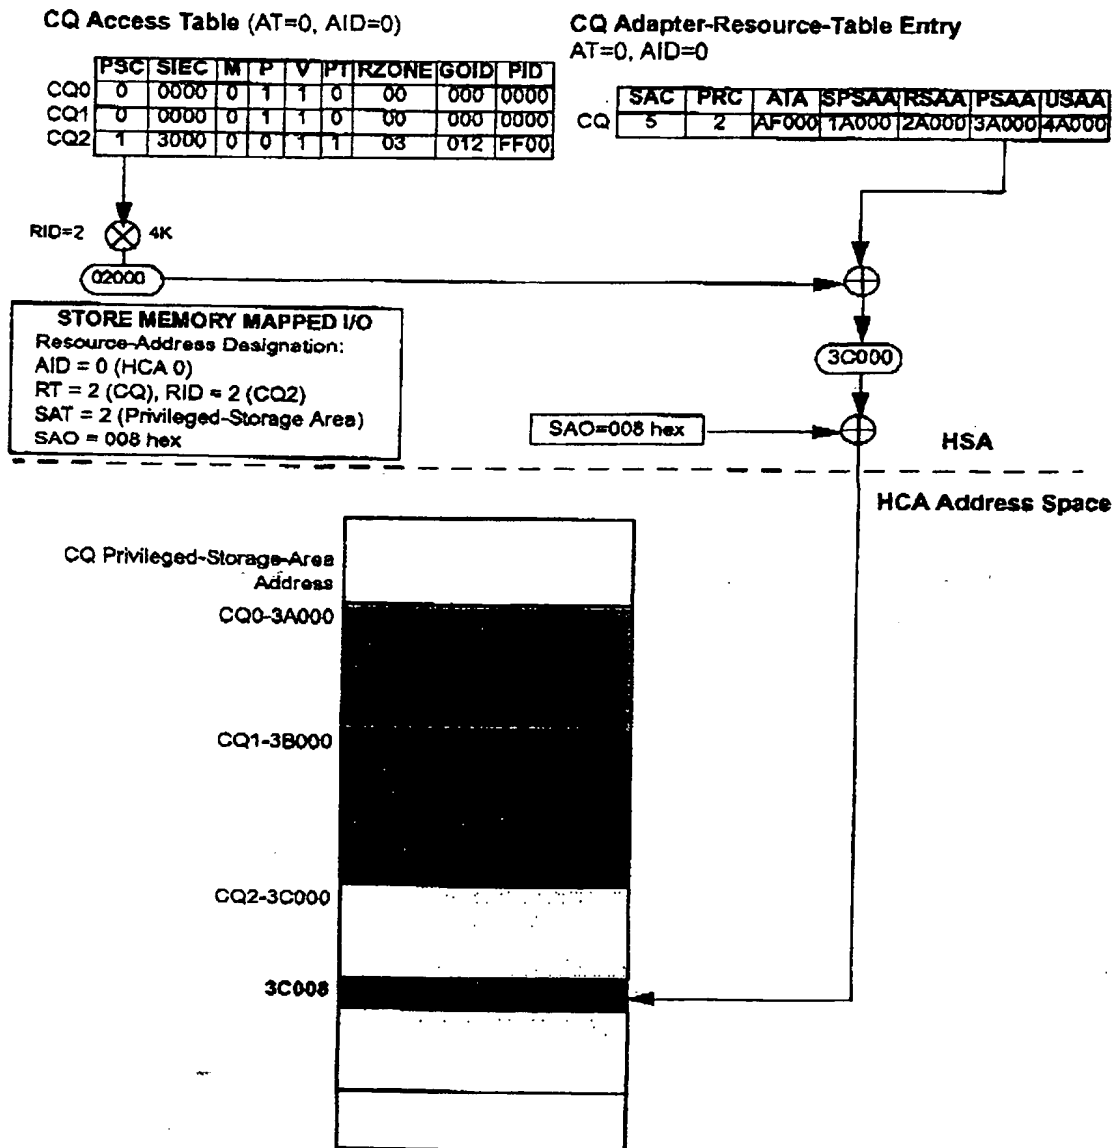 CQ Access Table (AT=0, AID=0)
PSC SIEC M P V PT RZONE GOID PID
CQ0 0 0000 0 1 1 0 00 000 0000
CQ1 0 0000 0 1 1 0 00 000 0000
CQ2 1 3000 0 0 1 1 03 012 FF00
CQ Adapter-Resource-Table Entry
AT=0, AID=0
SAC PRC ATA SPSAA RSAA PSAA USAA
CQ 5 2 AF000 1A000 2A000 3A000 4A000
RID=2 4K
02000
STORE MEMORY MAPPED I/O
Resource-Address Designation:
AID = 0 (HCA 0)
RT = 2 (CQ), RID = 2 (CQ2)
SAT = 2 (Privileged-Storage Area)
SAO = 008 hex
3C000
SAO=008 hex
HSA
HCA Address Space
CQ Privileged-Storage-Area
Address
CQ0-3A000
CQ1-3B000
CQ2-3C000
3C008